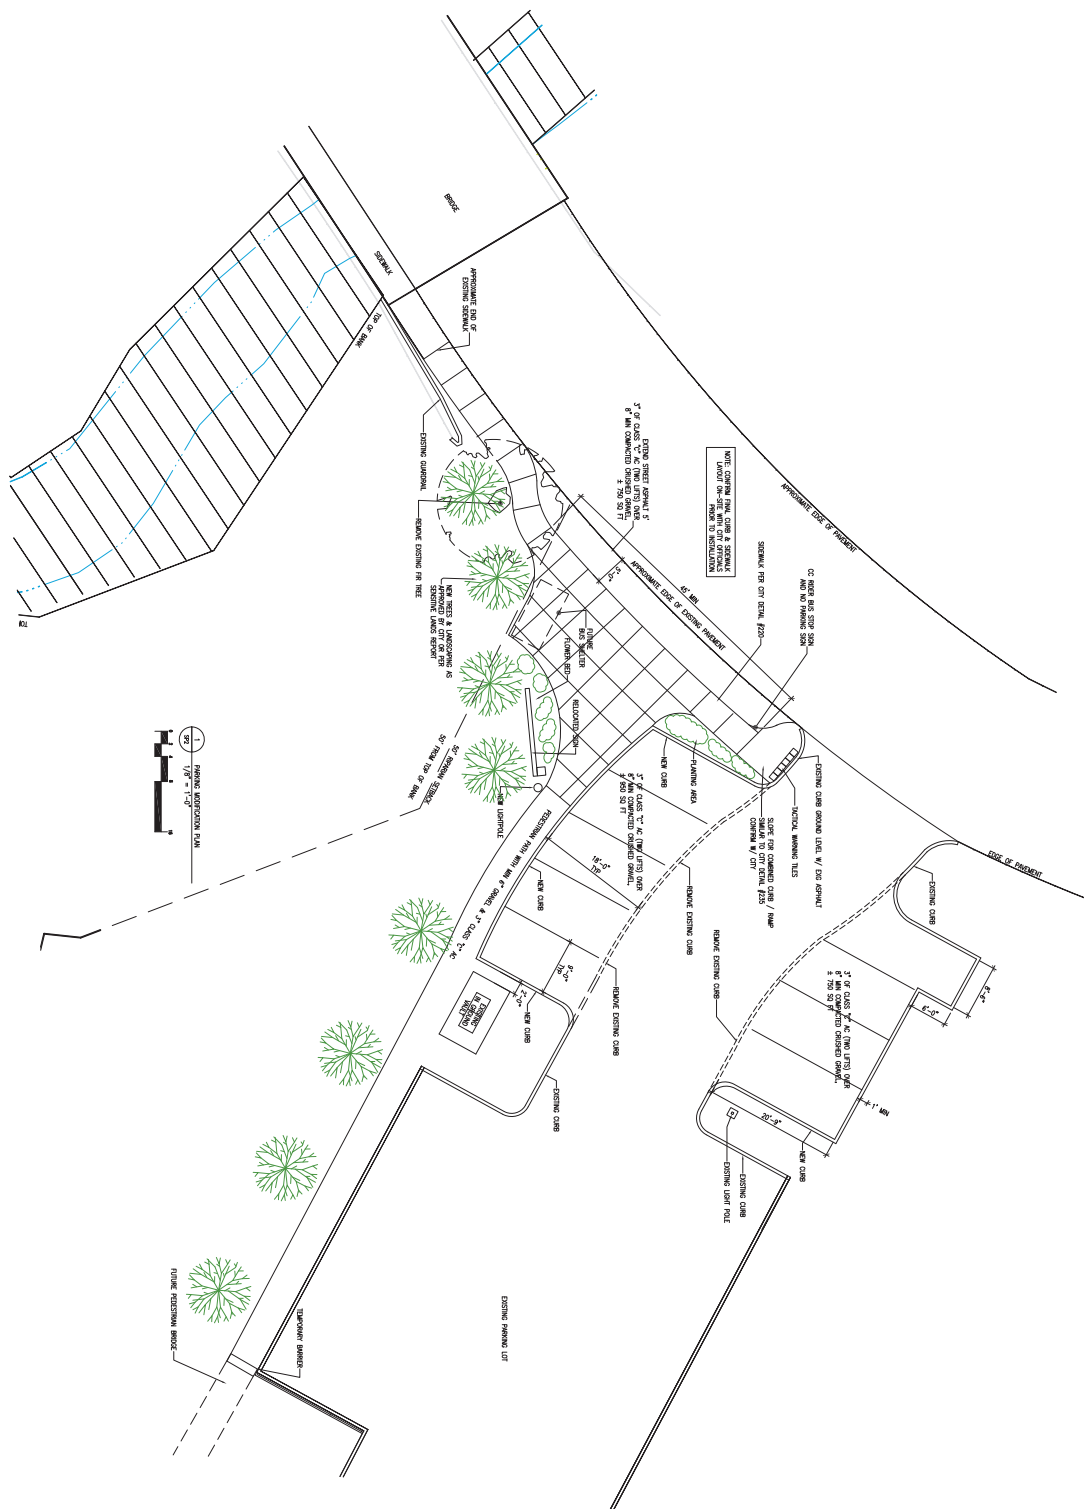 BRIDGE
SIDEWALK
APPROXIMATE END OF
EXISTING SIDEWALK
TOP OF BANK
EXISTING GUARDRAIL
REMOVE EXISTING FIR TREE
EXTEND STREET ASPHALT 5'
3" OF CLASS "C" AC (TWO LIFTS) OVER
8" MIN COMPACTED CRUSHED GRAVEL,
± 750 SQ FT
NOTE: CONFIRM FINAL CURB & SIDEWALK
LAYOUT ON-SITE WITH CITY OFFICIALS
PRIOR TO INSTALLATION
APPROXIMATE EDGE OF PAVEMENT
SIDEWALK PER CITY DETAIL #220
CC RIDER BUS STOP SIGN
AND NO PARKING SIGN
5'-0"
45' MIN
APPROXIMATE EDGE OF EXISTING PAVEMENT
NEW TREES & LANDSCAPING AS
APPROVED BY CITY OR PER
SENSITIVE LANDS REPORT
FUTURE
BUS SHELTER
FLOWER BED
RELOCATED SIGN
NEW LIGHTPOLE
50' RIPARIAN SETBACK
50' FROM TOP OF BANK
PLANTING AREA
NEW CURB
EXISTING CURB GROUND LEVEL W/ EXG ASPHALT
TACTICAL WARNING TILES
SLOPE FOR COMBINED CURB / RAMP
SIMILAR TO CITY DETAIL #235
CONFIRM W/ CITY
3" OF CLASS "C" AC (TWO LIFTS) OVER
8" MIN COMPACTED CRUSHED GRAVEL,
± 950 SQ FT
18'-0"
TYP
REMOVE EXISTING CURB
NEW CURB
PEDESTRIAN PATH WITH MIN 6" GRAVEL & 3" CLASS "C" AC
9'-0"
TYP
2'-0"
NEW CURB
REMOVE EXISTING CURB
EXISTING CURB
EXISTING
IN GROUND
VAULT
EDGE OF PAVEMENT
EXISTING CURB
REMOVE EXISTING CURB
3" OF CLASS "C" AC (TWO LIFTS) OVER
8" MIN COMPACTED CRUSHED GRAVEL,
± 750 SQ FT
6'-0"
1' MIN
20'-9"
NEW CURB
EXISTING CURB
EXISTING LIGHT POLE
EXISTING PARKING LOT
TEMPORARY BARRIER
FUTURE PEDESTRIAN BRIDGE
1
SP2
PARKING MODIFICATION PLAN
1/8" = 1'-0"